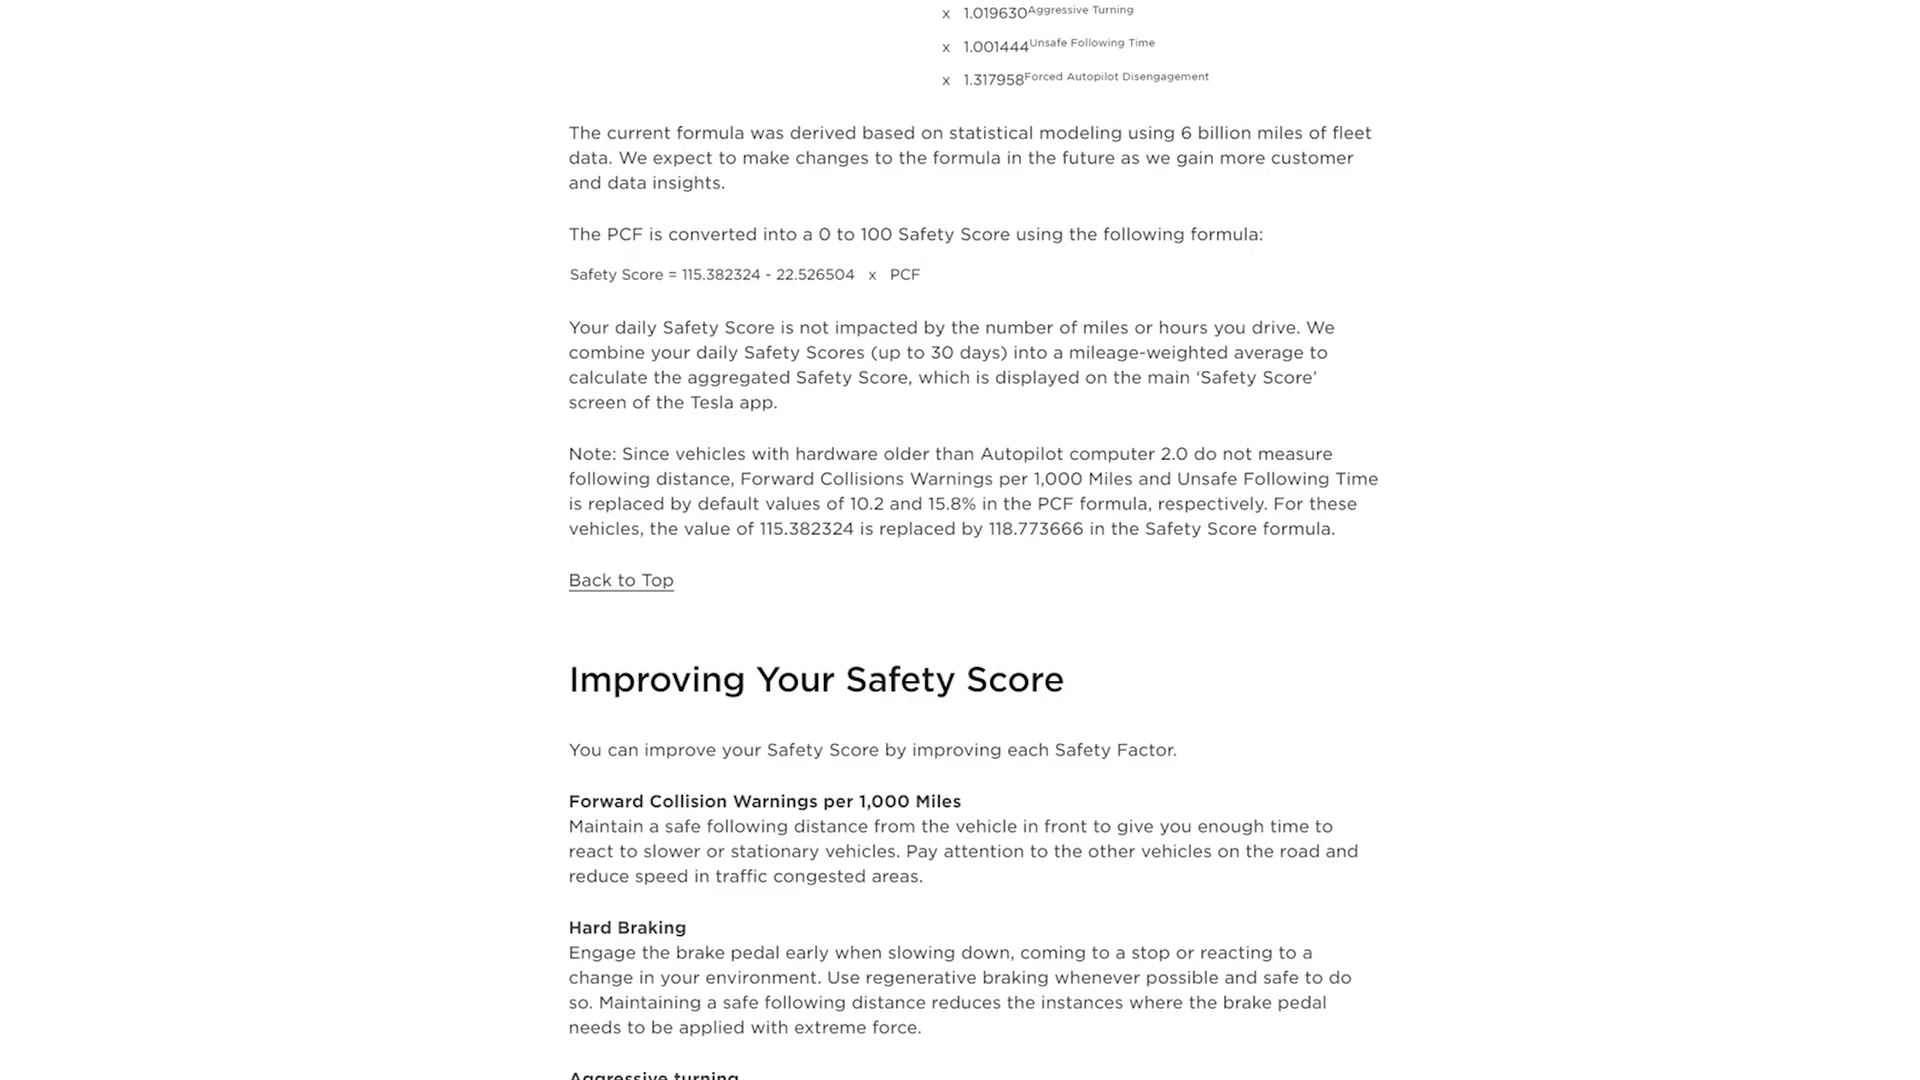 x 1.019630Aggressive Turning
x 1.001444Unsafe Following Time
x 1.317958Forced Autopilot Disengagement
The current formula was derived based on statistical modeling using 6 billion miles of fleet
data. We expect to make changes to the formula in the future as we gain more customer
and data insights.
The PCF is converted into a 0 to 100 Safety Score using the following formula:
Safety Score = 115.382324 - 22.526504 x PCF
Your daily Safety Score is not impacted by the number of miles or hours you drive. We
combine your daily Safety Scores (up to 30 days) into a mileage-weighted average to
calculate the aggregated Safety Score, which is displayed on the main ‘Safety Score’
screen of the Tesla app.
Note: Since vehicles with hardware older than Autopilot computer 2.0 do not measure
following distance, Forward Collisions Warnings per 1,000 Miles and Unsafe Following Time
is replaced by default values of 10.2 and 15.8% in the PCF formula, respectively. For these
vehicles, the value of 115.382324 is replaced by 118.773666 in the Safety Score formula.
Back to Top
Improving Your Safety Score
You can improve your Safety Score by improving each Safety Factor.
Forward Collision Warnings per 1,000 Miles
Maintain a safe following distance from the vehicle in front to give you enough time to
react to slower or stationary vehicles. Pay attention to the other vehicles on the road and
reduce speed in traffic congested areas.
Hard Braking
Engage the brake pedal early when slowing down, coming to a stop or reacting to a
change in your environment. Use regenerative braking whenever possible and safe to do
so. Maintaining a safe following distance reduces the instances where the brake pedal
needs to be applied with extreme force.
Aggressive turning